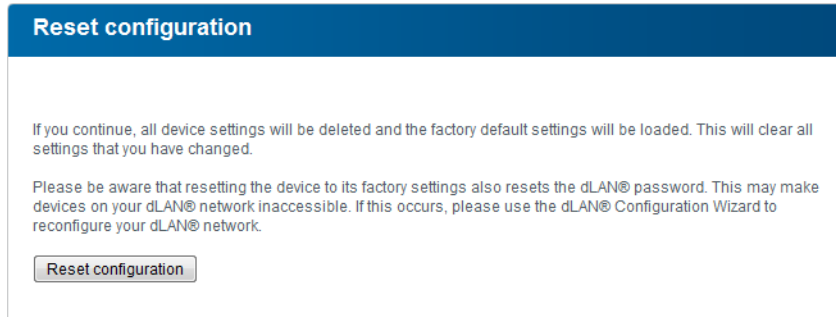 Reset configuration
If you continue, all device settings will be deleted and the factory default settings will be loaded. This will clear all
settings that you have changed.
Please be aware that resetting the device to its factory settings also resets the dLAN® password. This may make
devices on your dLAN® network inaccessible. If this occurs, please use the dLAN® Configuration Wizard to
reconfigure your dLAN® network.
Reset configuration